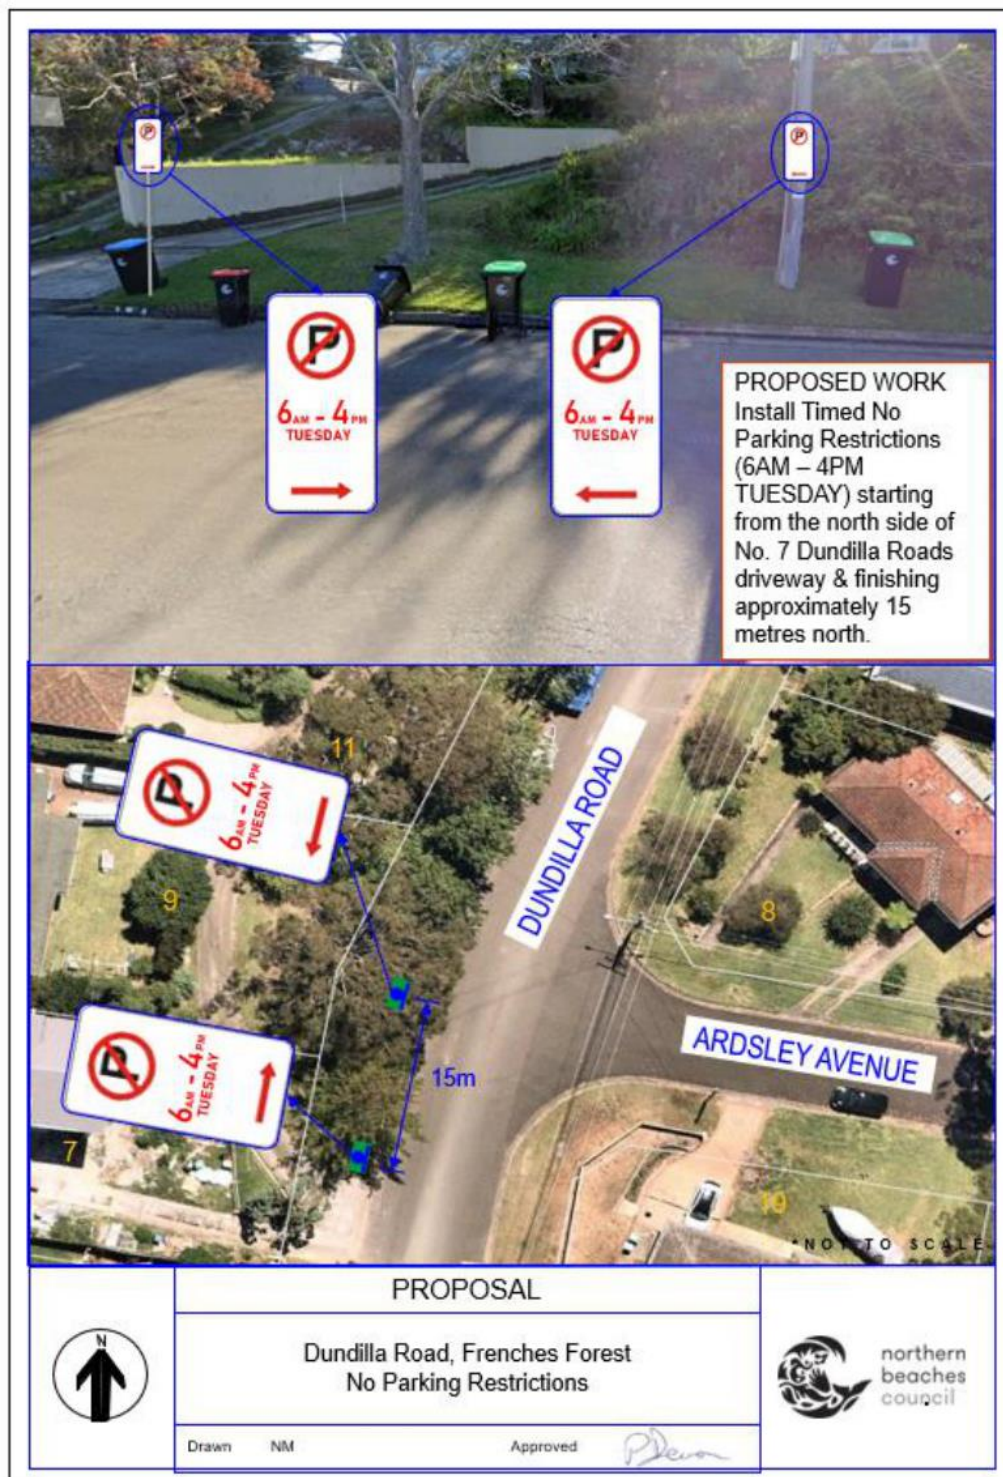 P
P
P
6AM - 4PM
TUESDAY
P
6AM - 4PM
TUESDAY
PROPOSED WORK
Install Timed No
Parking Restrictions
(6AM – 4PM
TUESDAY) starting
from the north side of
No. 7 Dundilla Roads
driveway & finishing
approximately 15
metres north.
11
P
6AM - 4PM
TUESDAY
DUNDILLA ROAD
9
8
P
6AM - 4PM
TUESDAY
15m
ARDSLEY AVENUE
7
10
*NOT TO SCALE
PROPOSAL
N
Dundilla Road, Frenches Forest
No Parking Restrictions
northern
beaches
council
Drawn NM Approved P.Devon